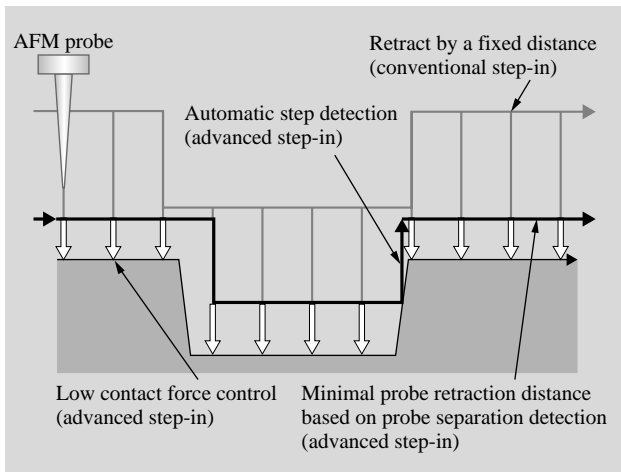 AFM probe
Retract by a fixed distance
(conventional step-in)
Automatic step detection
(advanced step-in)
Low contact force control
(advanced step-in)
Minimal probe retraction distance
based on probe separation detection
(advanced step-in)